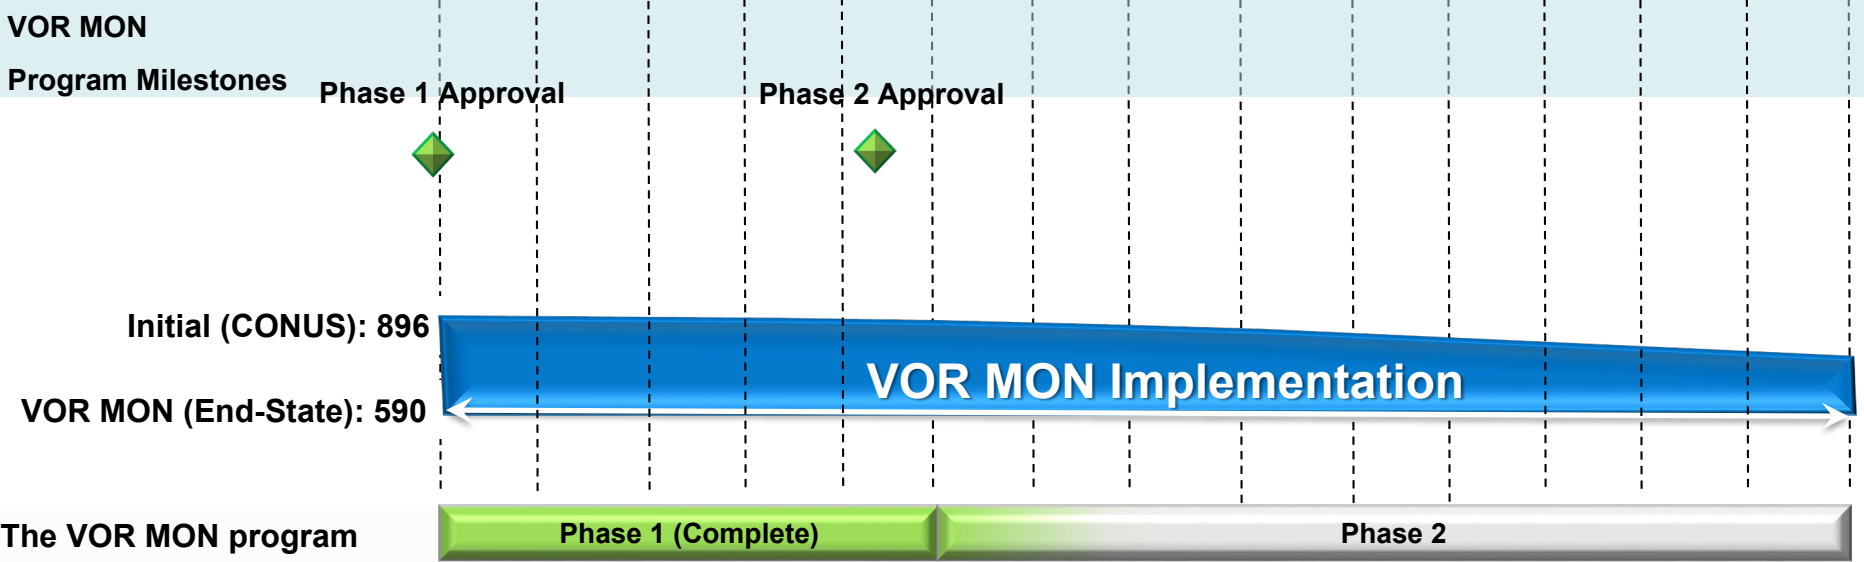 VOR MON
Program Milestones
Phase 1 Approval
Phase 2 Approval
Initial (CONUS): 896
VOR MON Implementation
VOR MON (End-State): 590
The VOR MON program
Phase 1 (Complete)
Phase 2